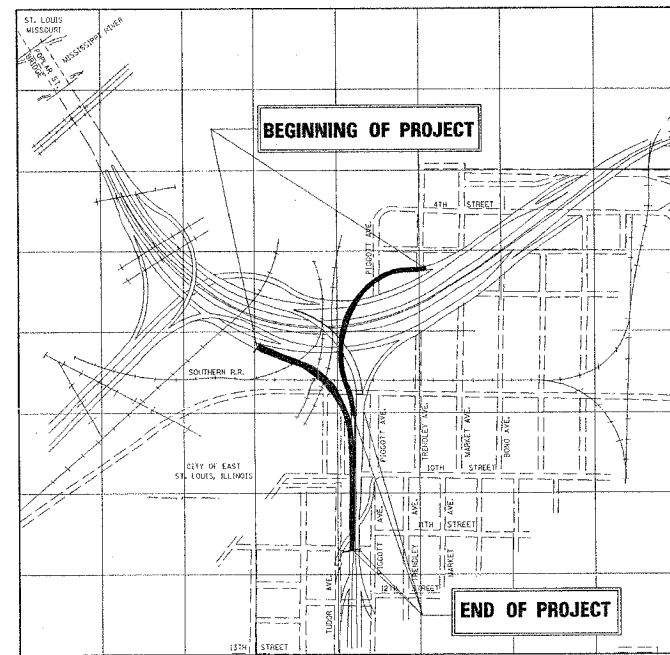 ST. LOUIS
MISSOURI
MISSISSIPPI RIVER
POPLAR ST.
BRIDGE
BEGINNING OF PROJECT
4TH STREET
PIGGOTT AVE.
SOUTHERN R.R.
PIGGOTT AVE.
TRENDLEY AVE.
MARKET AVE.
BOND AVE.
CITY OF EAST
ST. LOUIS, ILLINOIS
10TH STREET
PIGGOTT AVE.
TRENDLEY AVE.
MARKET AVE.
11TH STREET
12TH STREET
TUDOR AVE.
END OF PROJECT
13TH STREET